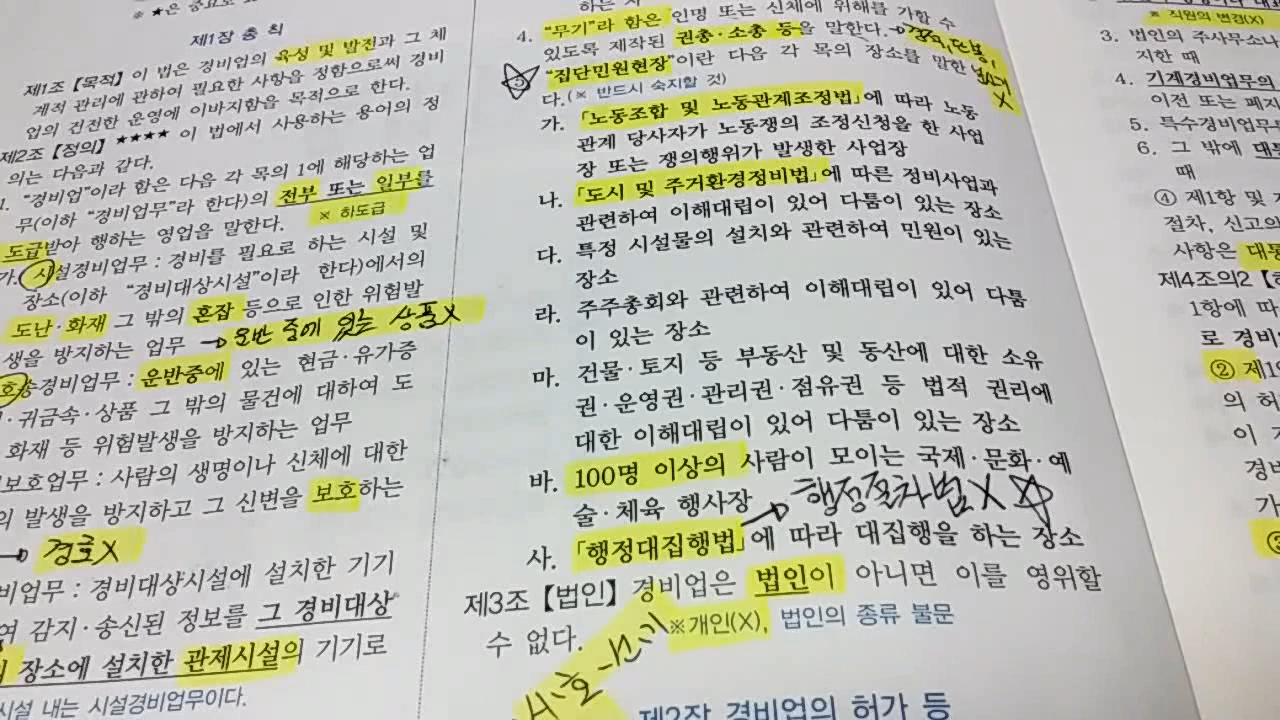 ※ ★은 중요로
제1장 총 칙
제1조 【목적】 이 법은 경비업의 육성 및 발전과 그 체
계적 관리에 관하여 필요한 사항을 정함으로써 경비
업의 건전한 운영에 이바지함을 목적으로 한다.
제2조 【정의】 ★★★★ 이 법에서 사용하는 용어의 정
의는 다음과 같다.
1. “경비업”이라 함은 다음 각 목의 1에 해당하는 업
무(이하 “경비업무”라 한다)의 전부 또는 일부를
※ 하도급
도급받아 행하는 영업을 말한다.
가. 시설경비업무 : 경비를 필요로 하는 시설 및
장소(이하 “경비대상시설”이라 한다)에서의
도난·화재 그 밖의 혼잡 등으로 인한 위험발
생을 방지하는 업무 → 운반 중에 있는 상품X
호송경비업무 : 운반중에 있는 현금·유가증
·귀금속·상품 그 밖의 물건에 대하여 도
화재 등 위험발생을 방지하는 업무
보호업무 : 사람의 생명이나 신체에 대한
의 발생을 방지하고 그 신변을 보호하는
→ 경호X
비업무 : 경비대상시설에 설치한 기기
여 감지·송신된 정보를 그 경비대상
장소에 설치한 관제시설의 기기로
시설 내는 시설경비업무이다.
하는 자
4. “무기”라 함은 인명 또는 신체에 위해를 가할 수
있도록 제작된 권총·소총 등을 말한다.→
☆ “집단민원현장”이란 다음 각 목의 장소를 말한
다.(※ 반드시 숙지할 것)
X
가. 「노동조합 및 노동관계조정법」에 따라 노동
관계 당사자가 노동쟁의 조정신청을 한 사업
장 또는 쟁의행위가 발생한 사업장
나. 「도시 및 주거환경정비법」에 따른 정비사업과
관련하여 이해대립이 있어 다툼이 있는 장소
다. 특정 시설물의 설치와 관련하여 민원이 있는
장소
라. 주주총회와 관련하여 이해대립이 있어 다툼
이 있는 장소
마. 건물·토지 등 부동산 및 동산에 대한 소유
권·운영권·관리권·점유권 등 법적 권리에
대한 이해대립이 있어 다툼이 있는 장소
바. 100명 이상의 사람이 모이는 국제·문화·예
술·체육 행사장 → 행정절차법X ☆
사. 「행정대집행법」에 따라 대집행을 하는 장소
제3조 【법인】 경비업은 법인이 아니면 이를 영위할
수 없다. ※개인(X), 법인의 종류 불문
제2장 경비업의 허가 등
※ 직원의 변경(X)
3. 법인의 주사무소나
지한 때
4. 기계경비업무의
이전 또는 폐지
5. 특수경비업무
6. 그 밖에 대통
때
④ 제1항 및
절차, 신고의
사항은 대통
제4조의2 【
1항에 따
로 경비
② 제1
의 허
이 
경비
가
③